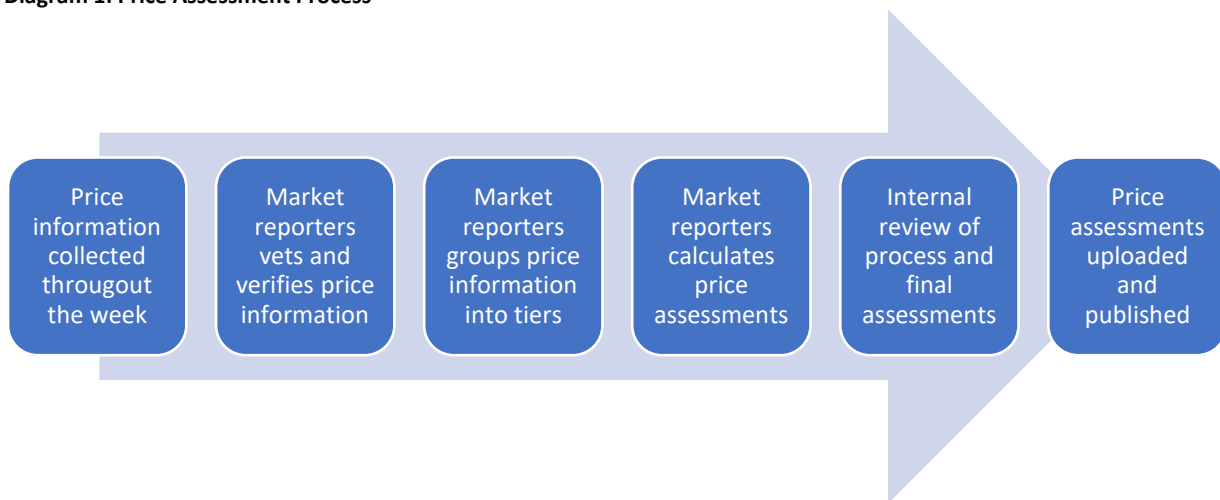 Diagram 1: Price Assessment Process
Price
information
collected
througout
the week
Market
reporters
vets and
verifies price
information
Market
reporters
groups price
information
into tiers
Market
reporters
calculates
price
assessments
Internal
review of
process and
final
assessments
Price
assessments
uploaded
and
published